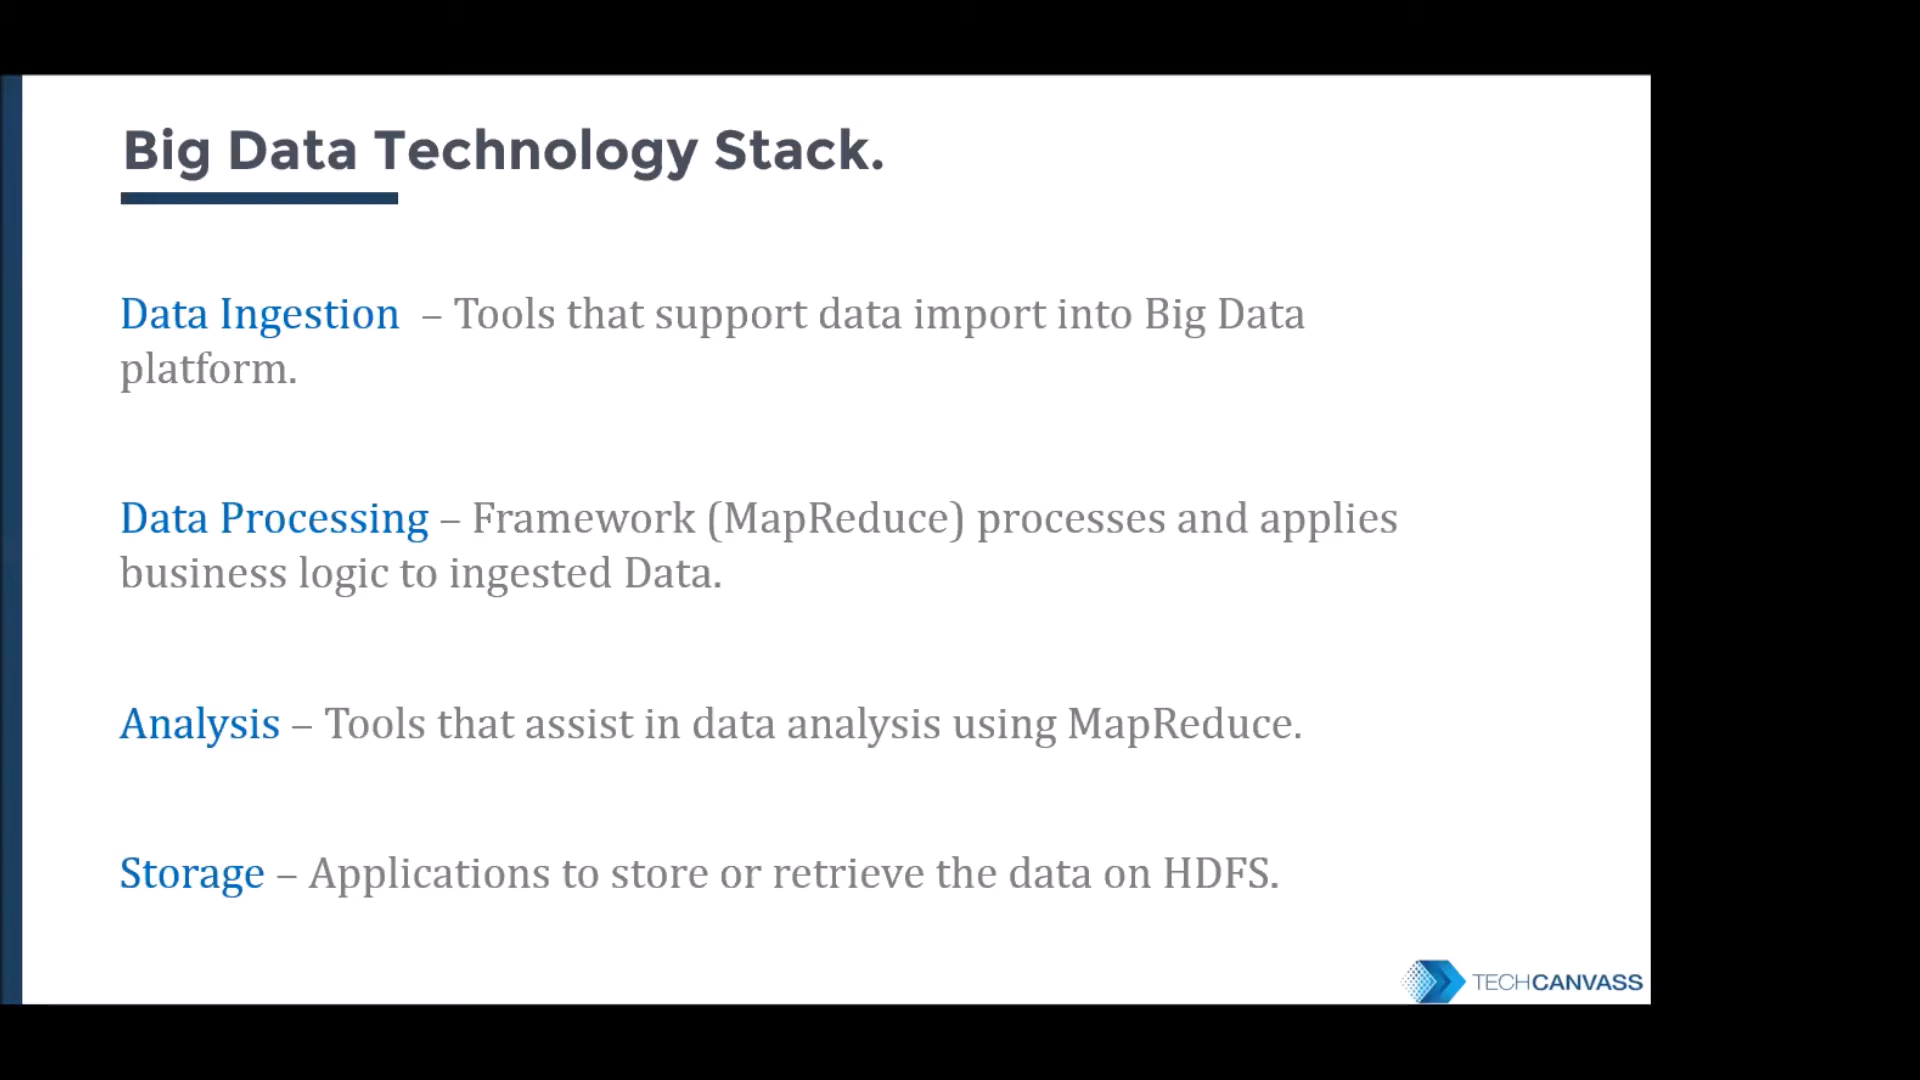 Big Data Technology Stack.
Data Ingestion – Tools that support data import into Big Data
platform.
Data Processing – Framework (MapReduce) processes and applies
business logic to ingested Data.
Analysis – Tools that assist in data analysis using MapReduce.
Storage – Applications to store or retrieve the data on HDFS.
TECHCANVASS